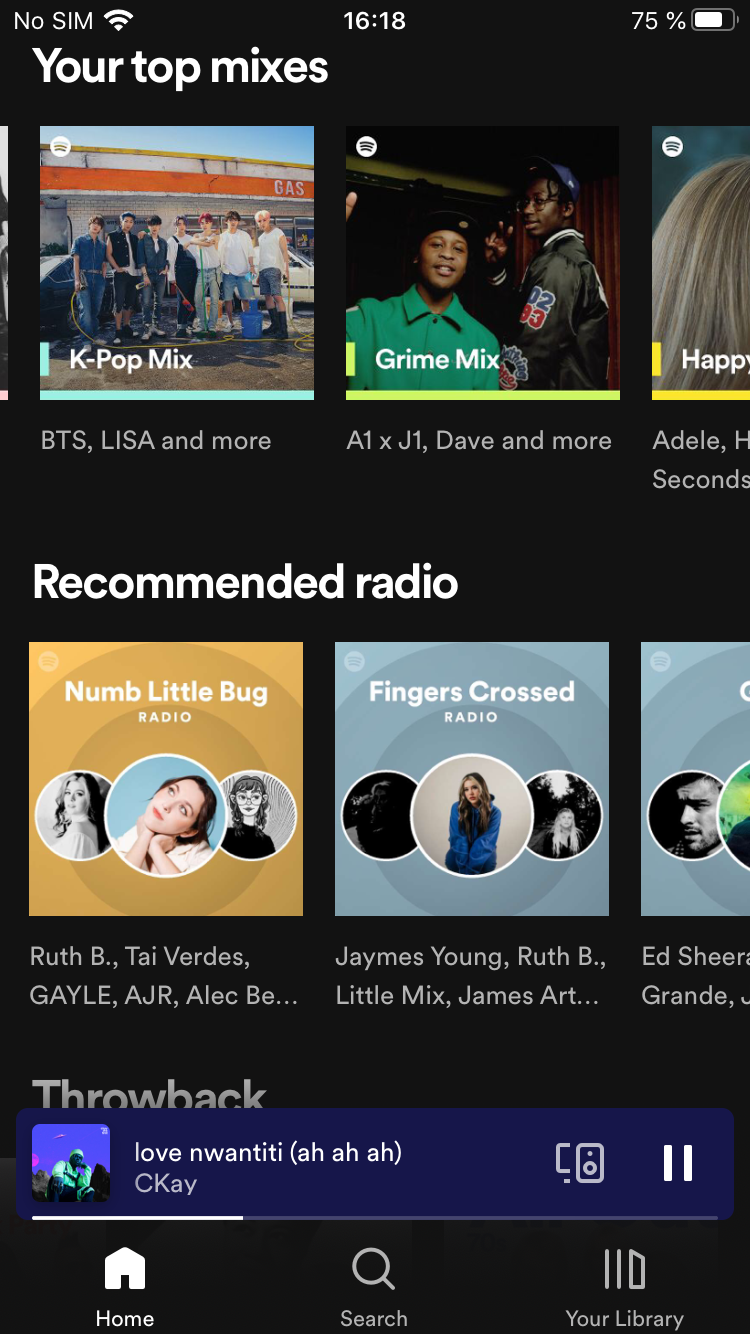 No SIM 16:18 75 %
Your top mixes
GAS
K-Pop Mix
Grime Mix
Happy
BTS, LISA and more
A1 x J1, Dave and more
Adele, H
Seconds
Recommended radio
Numb Little Bug
RADIO
Fingers Crossed
RADIO
Ruth B., Tai Verdes,
GAYLE, AJR, Alec Be...
Jaymes Young, Ruth B.,
Little Mix, James Art...
Ed Sheera
Grande, J
Throwback
love nwantiti (ah ah ah)
CKay
Home
Search
Your Library